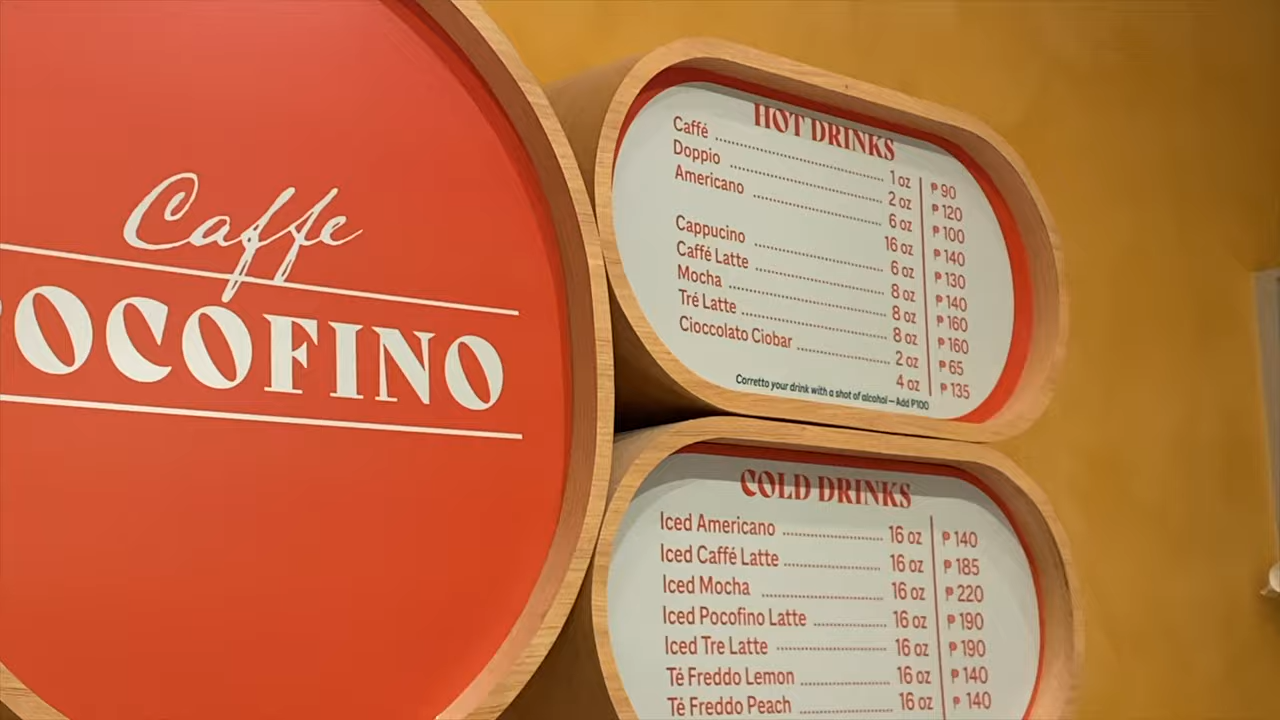 Caffe
POCOFINO
HOT DRINKS
Caffé 1 oz ₱ 90
Doppio 2 oz ₱ 120
Americano 6 oz ₱ 100
16 oz ₱ 140
Cappucino 6 oz ₱ 130
Caffé Latte 8 oz ₱ 140
Mocha 8 oz ₱ 160
Tré Latte 8 oz ₱ 160
Cioccolato Ciobar 2 oz ₱ 65
4 oz ₱ 135
Corretto your drink with a shot of alcohol – Add ₱100
COLD DRINKS
Iced Americano 16 oz ₱ 140
Iced Caffé Latte 16 oz ₱ 185
Iced Mocha 16 oz ₱ 220
Iced Pocofino Latte 16 oz ₱ 190
Iced Tre Latte 16 oz ₱ 190
Té Freddo Lemon 16 oz ₱ 140
Té Freddo Peach 16 oz ₱ 140